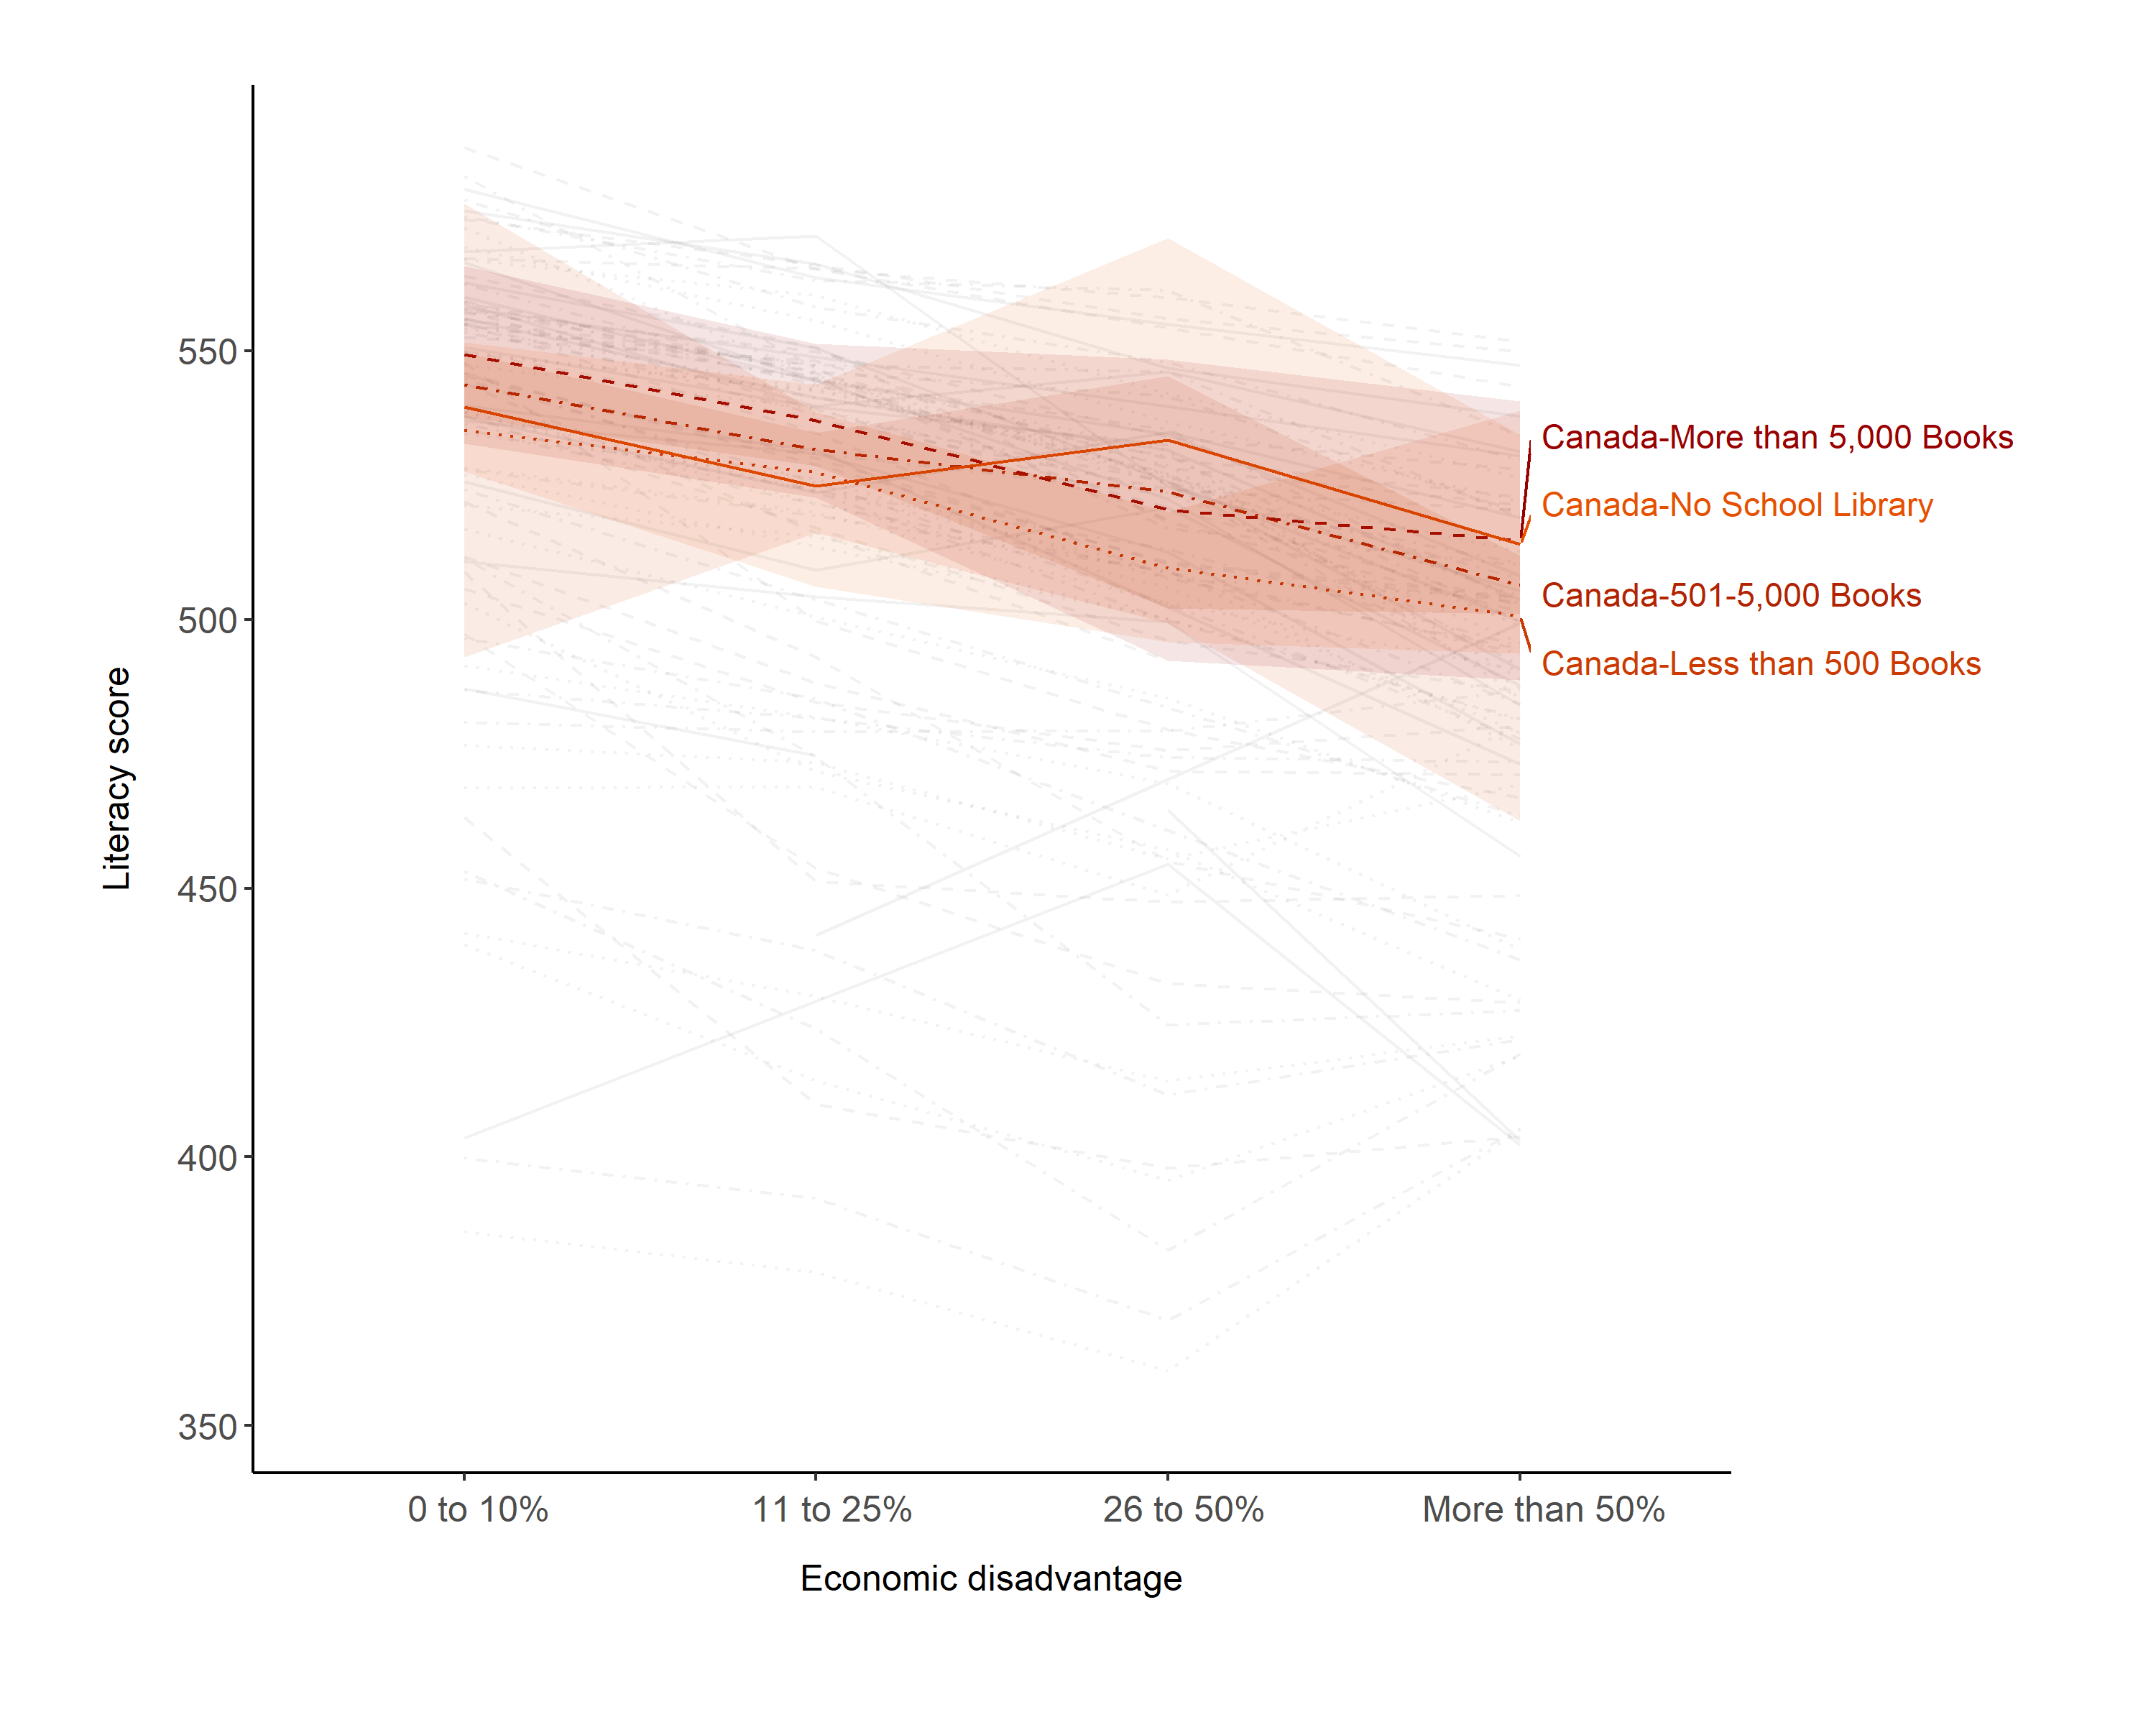 550
500
450
400
350
Literacy score
Canada-More than 5,000 Books
Canada-No School Library
Canada-501-5,000 Books
Canada-Less than 500 Books
0 to 10%
11 to 25%
26 to 50%
More than 50%
Economic disadvantage